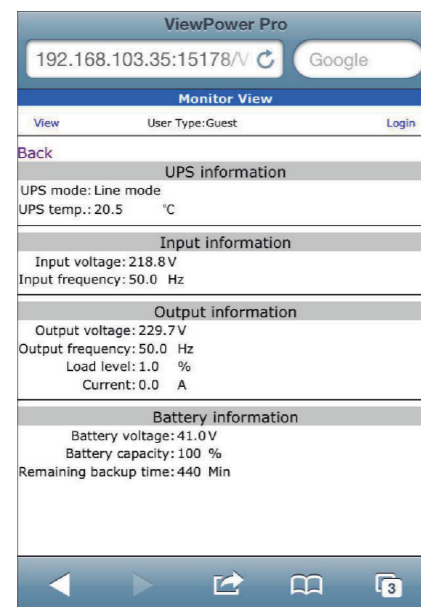 ViewPower Pro
192.168.103.35:15178/V Google
Monitor View
View User Type:Guest Login
Back
UPS information
UPS mode: Line mode
UPS temp.: 20.5 °C
Input information
Input voltage: 218.8 V
Input frequency: 50.0 Hz
Output information
Output voltage: 229.7 V
Output frequency: 50.0 Hz
Load level: 1.0 %
Current: 0.0 A
Battery information
Battery voltage: 41.0 V
Battery capacity: 100 %
Remaining backup time: 440 Min
3